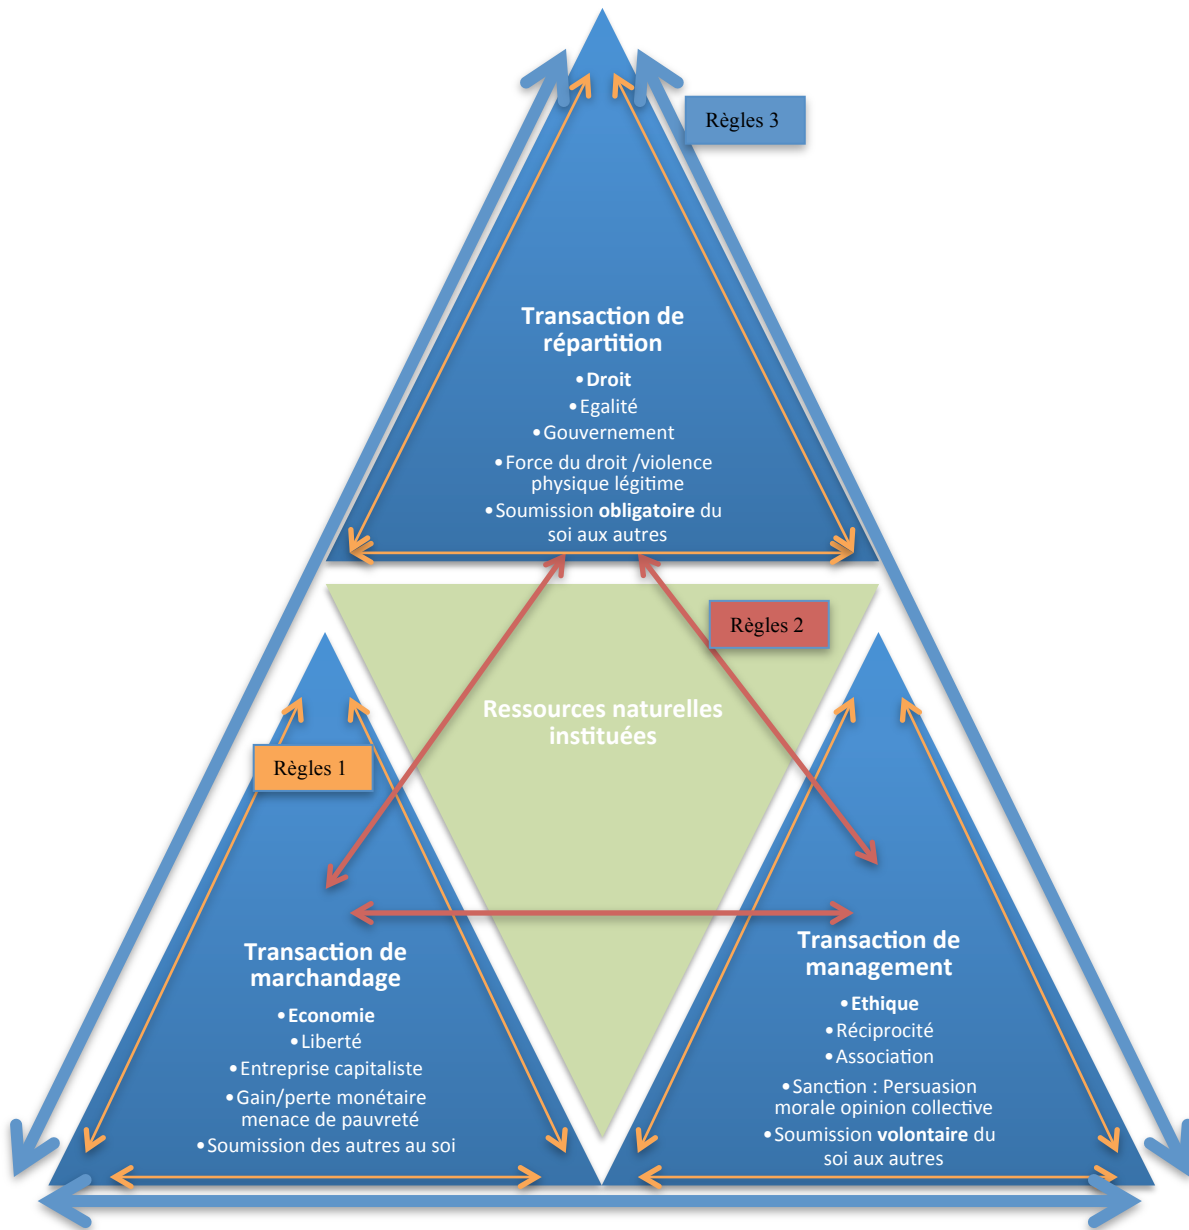 Règles 3
Transaction de
répartition
•Droit
•Egalité
•Gouvernement
•Force du droit /violence
physique légitime
•Soumission obligatoire du
soi aux autres
Règles 2
Ressources naturelles
instituées
Règles 1
Transaction de
marchandage
•Economie
•Liberté
•Entreprise capitaliste
•Gain/perte monétaire
menace de pauvreté
•Soumission des autres au soi
Transaction de
management
•Ethique
•Réciprocité
•Association
•Sanction : Persuasion
morale opinion collective
•Soumission volontaire du
soi aux autres